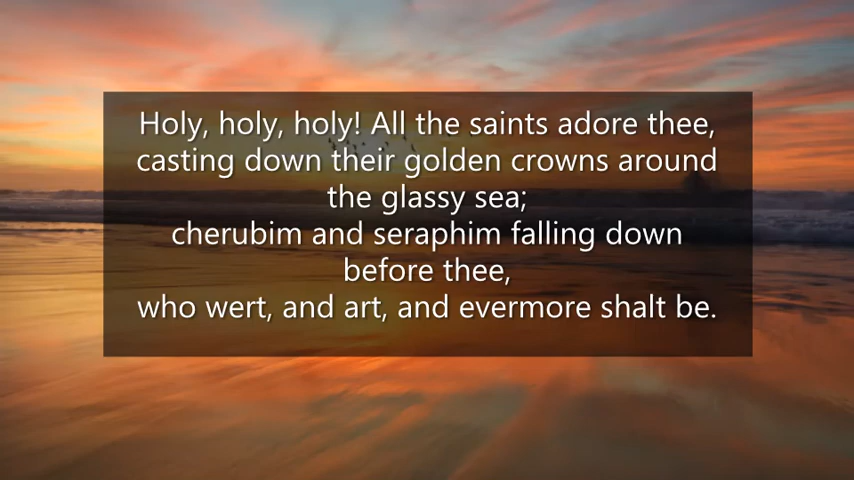 Holy, holy, holy! All the saints adore thee,
casting down their golden crowns around
the glassy sea;
cherubim and seraphim falling down
before thee,
who wert, and art, and evermore shalt be.